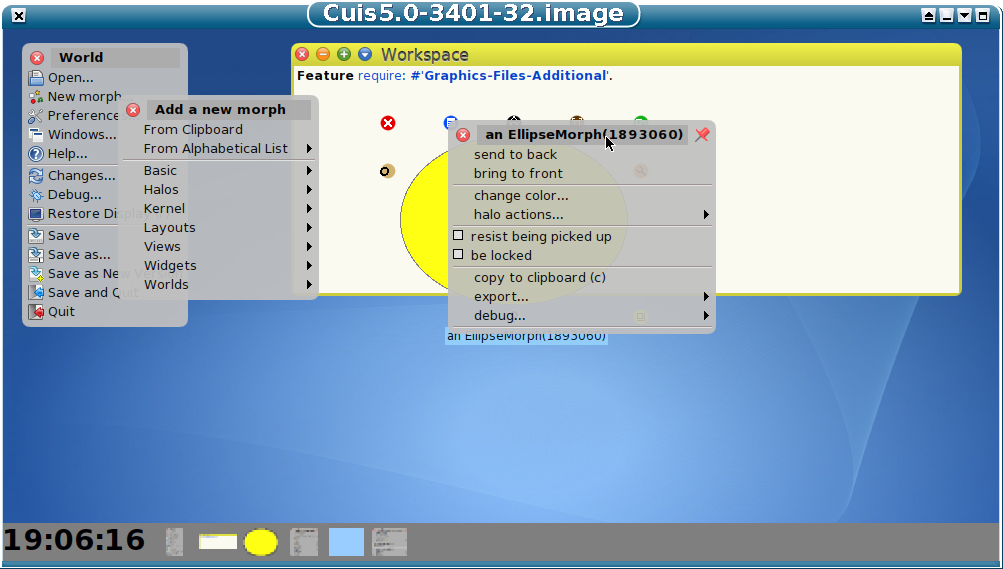 Cuis5.0-3401-32.image
World
Open...
New morph
Preference
Windows...
Help...
Changes...
Debug...
Restore Display
Save
Save as...
Save as New Ver
Save and Quit
Quit
Add a new morph
From Clipboard
From Alphabetical List
Basic
Halos
Kernel
Layouts
Views
Widgets
Worlds
Workspace
Feature require: #'Graphics-Files-Additional'.
an EllipseMorph(1893060)
send to back
bring to front
change color...
halo actions...
resist being picked up
be locked
copy to clipboard (c)
export...
debug...
an EllipseMorph(1893060)
19:06:16